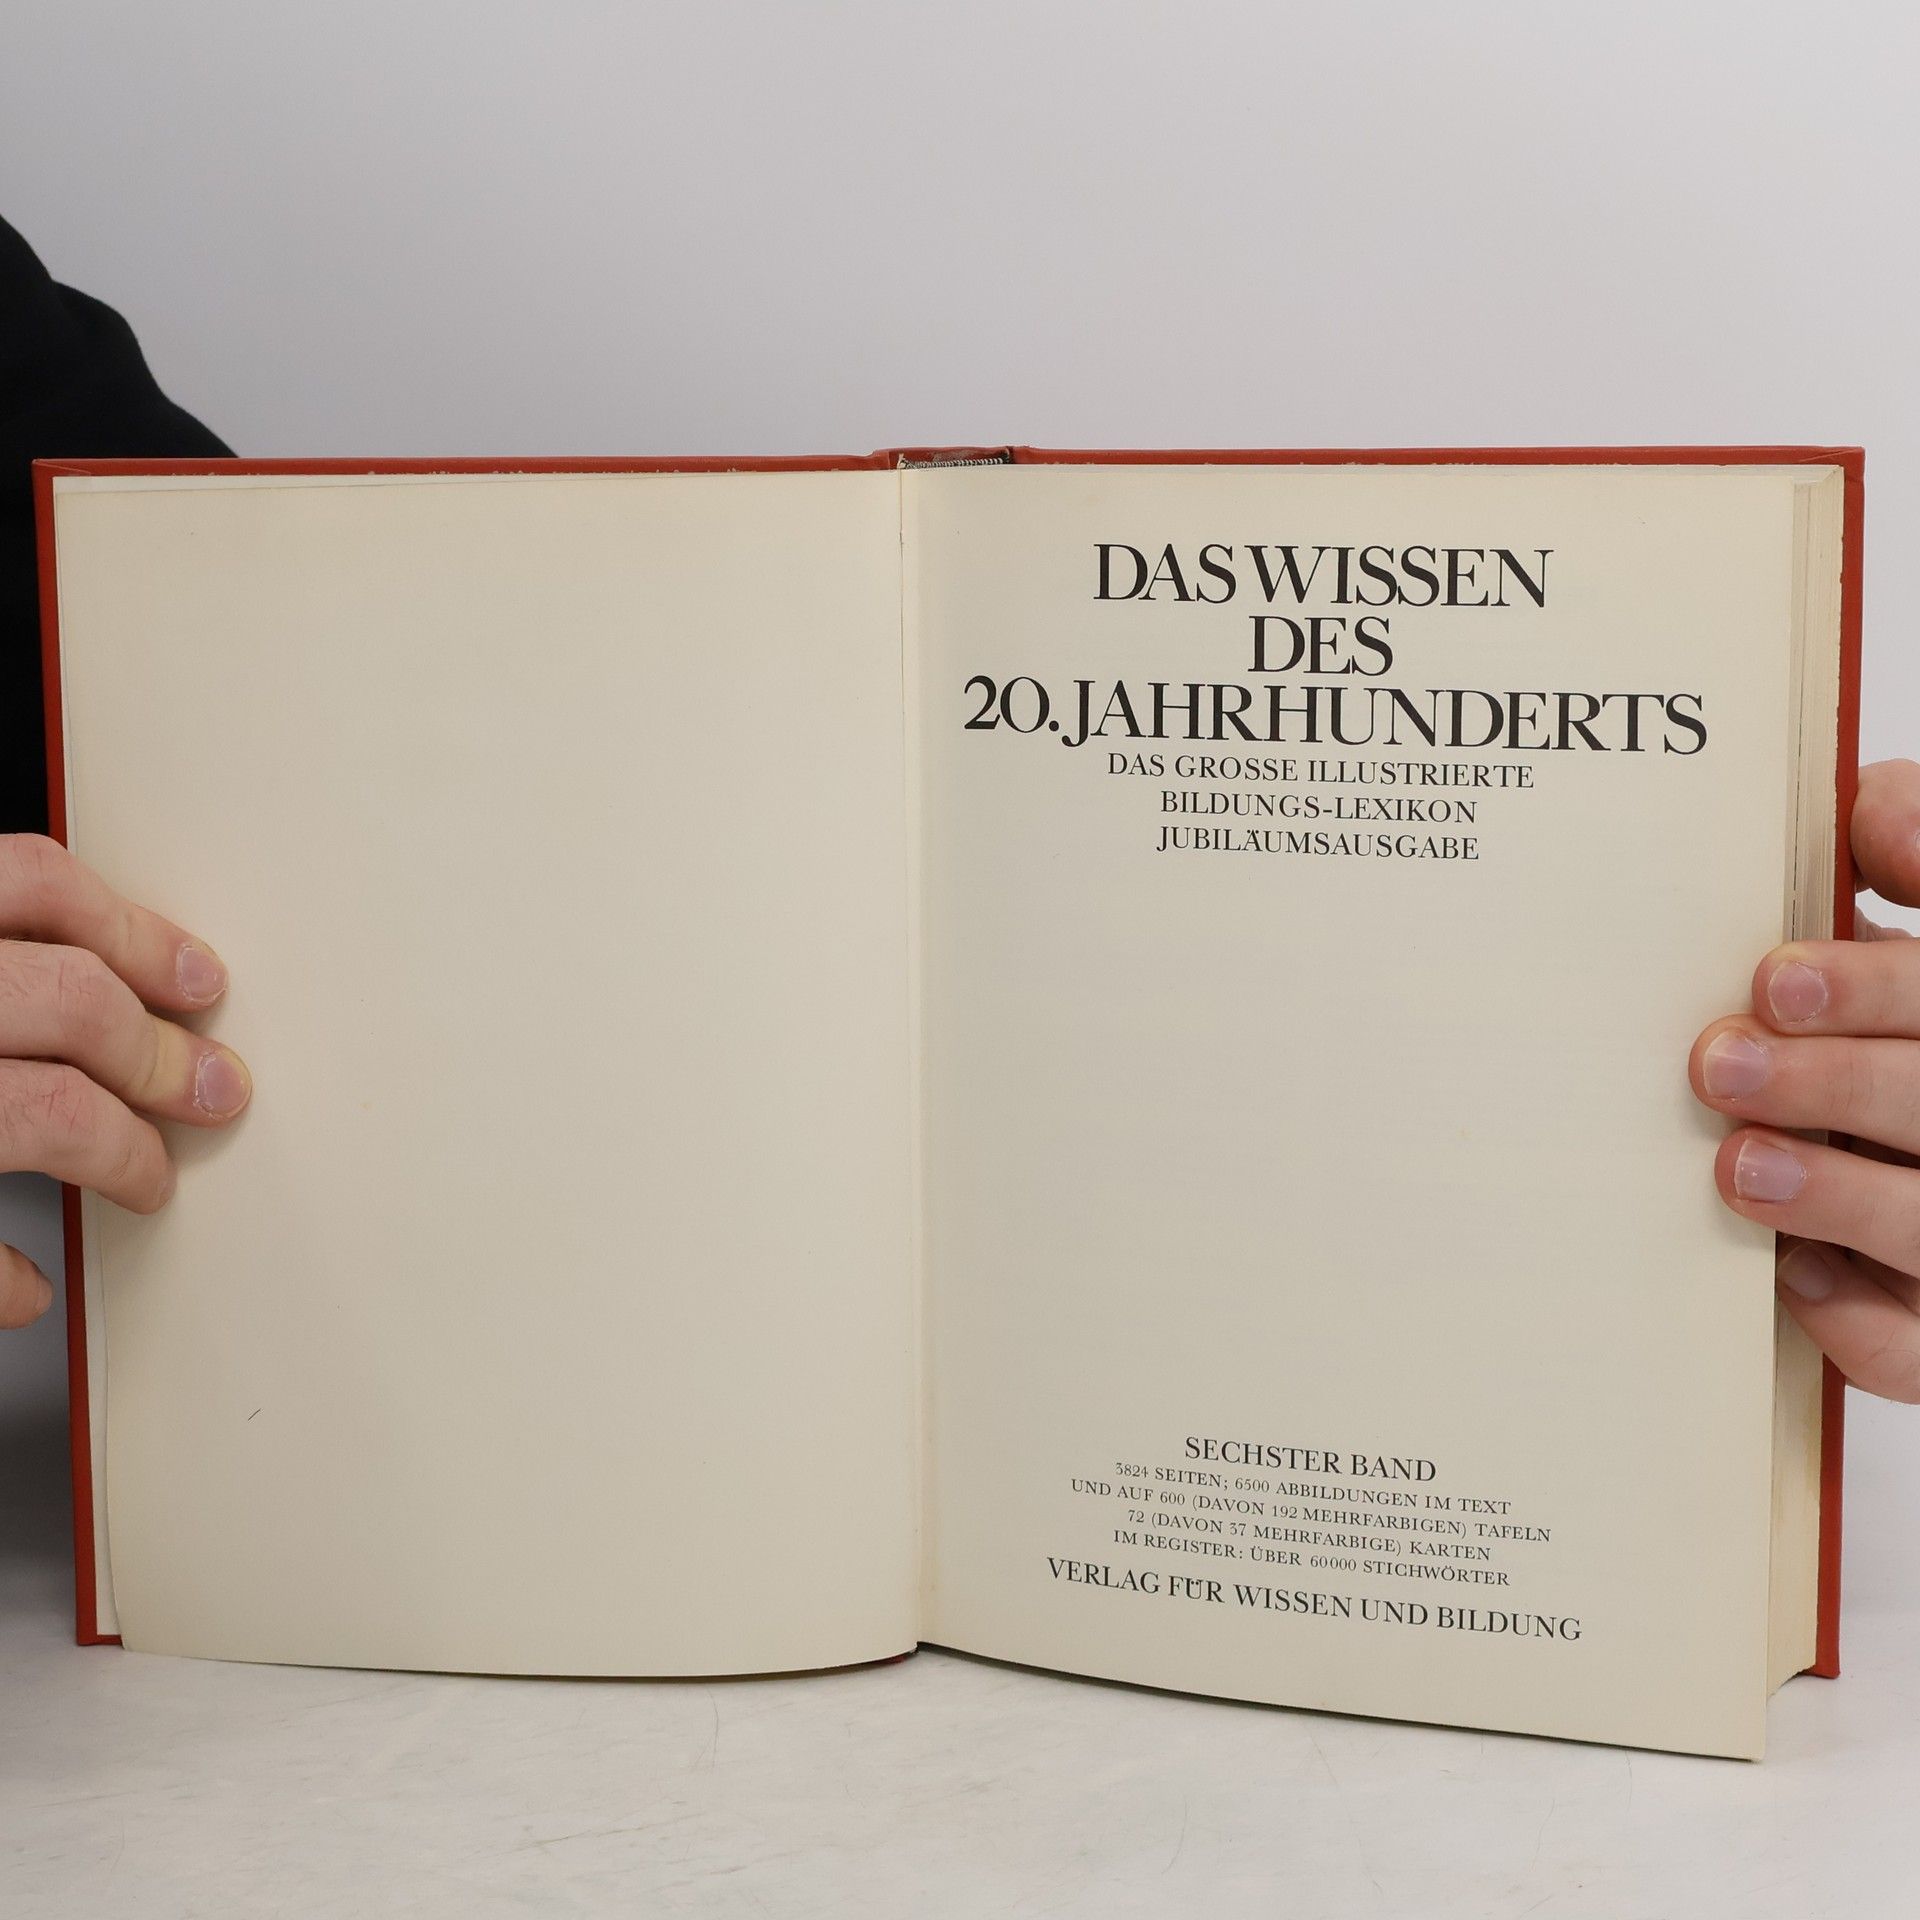 DAS WISSEN
DES
20. JAHRHUNDERTS
DAS GROSSE ILLUSTRIERTE
BILDUNGS-LEXIKON
JUBILÄUMSAUSGABE
SECHSTER BAND
3824 SEITEN; 6500 ABBILDUNGEN IM TEXT
UND AUF 600 (DAVON 192 MEHRFARBIGEN) TAFELN
72 (DAVON 37 MEHRFARBIGE) KARTEN
IM REGISTER: ÜBER 60000 STICHWÖRTER
VERLAG FÜR WISSEN UND BILDUNG